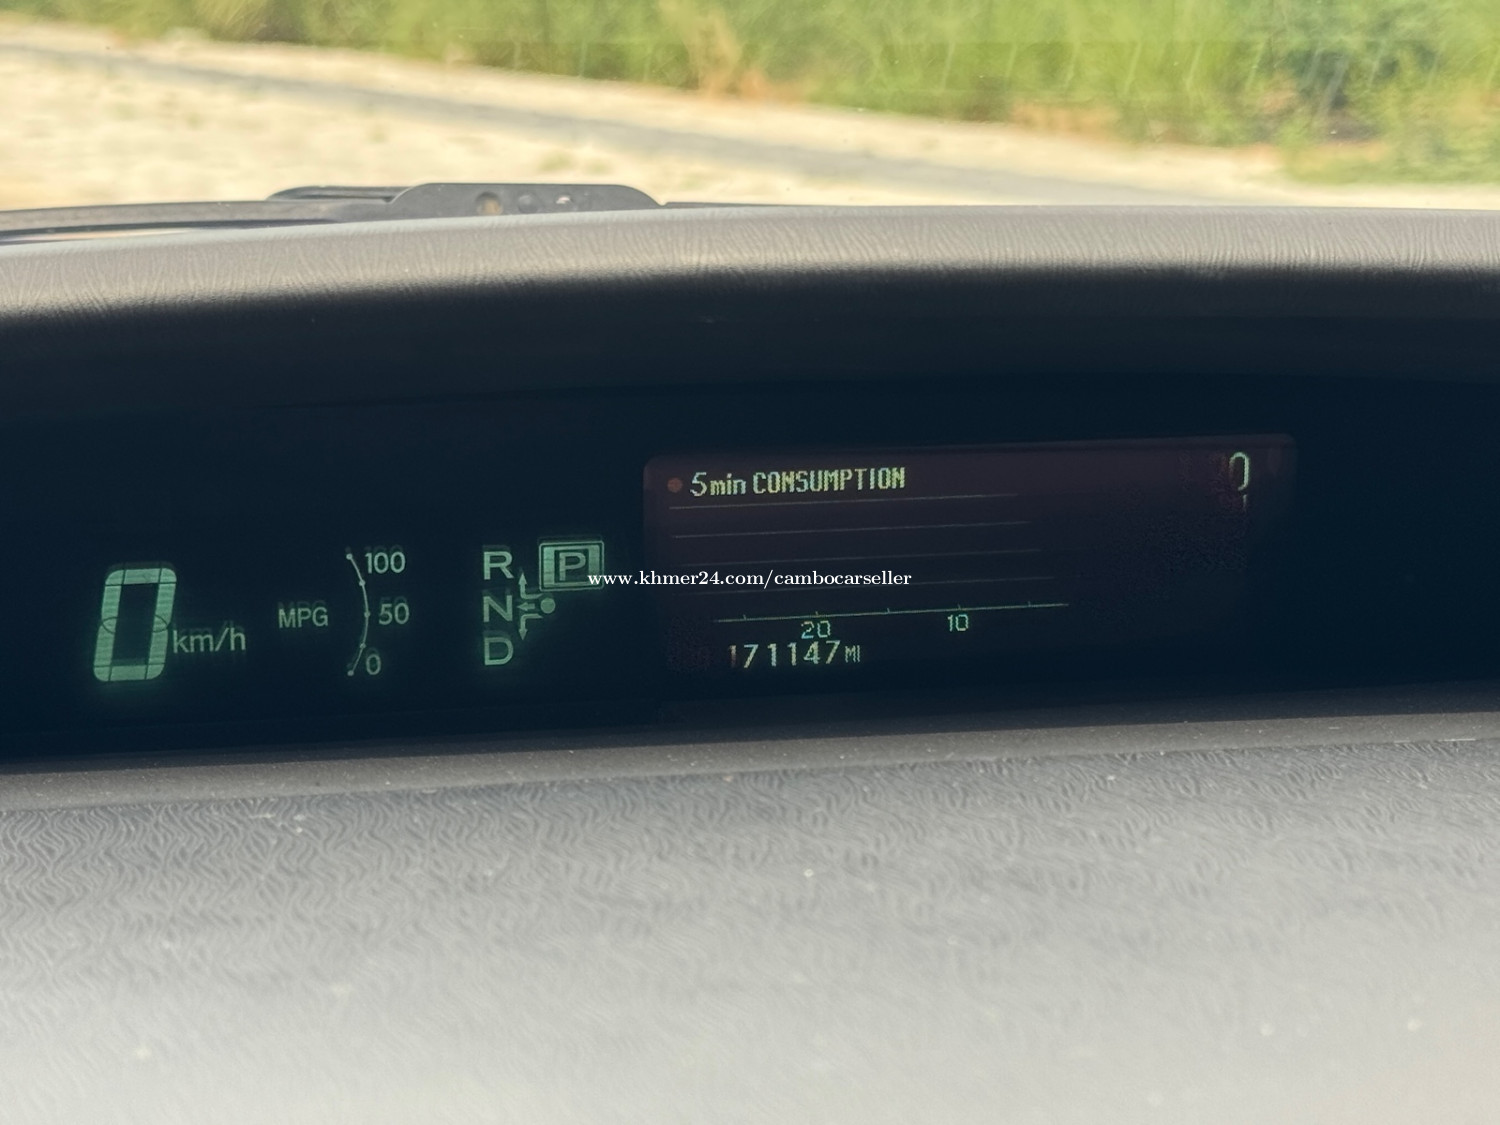 5min CONSUMPTION
0
R P
N
D
0 km/h
MPG
100
50
0
20 10
171147 MI
www.khmer24.com/cambocarseller